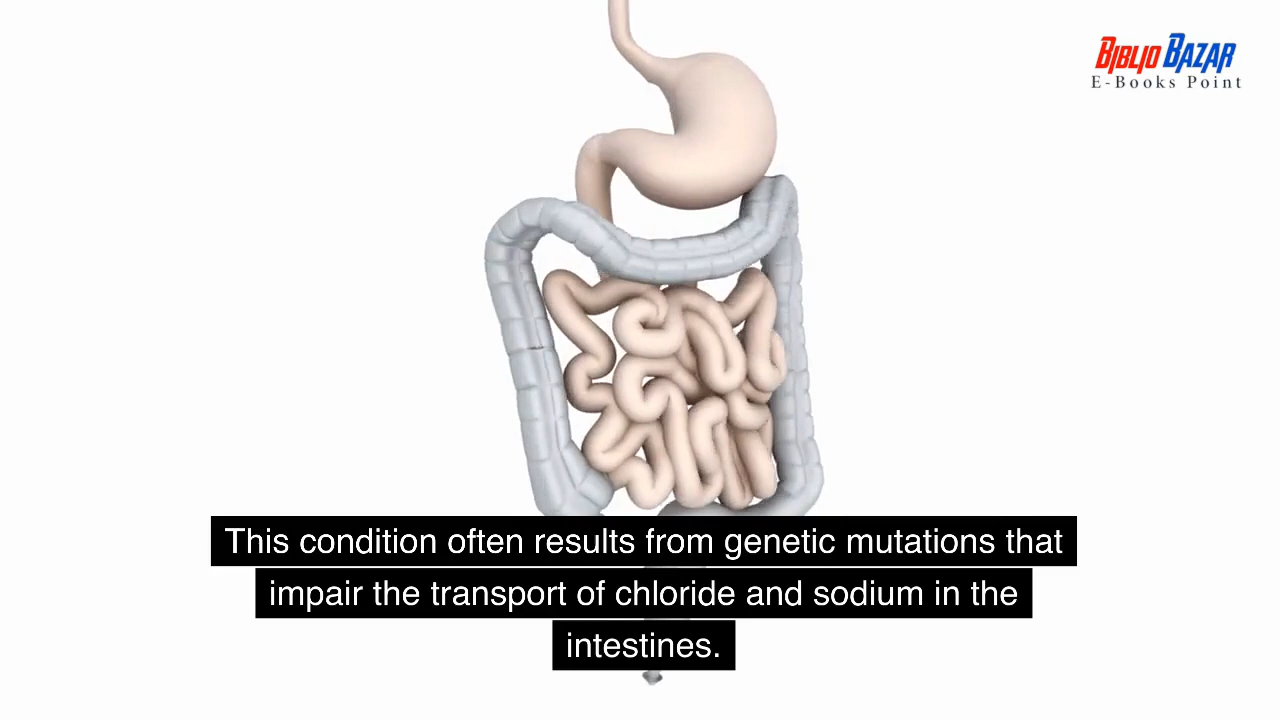 BIBLIO BAZAR
E-Books Point
This condition often results from genetic mutations that
impair the transport of chloride and sodium in the
intestines.